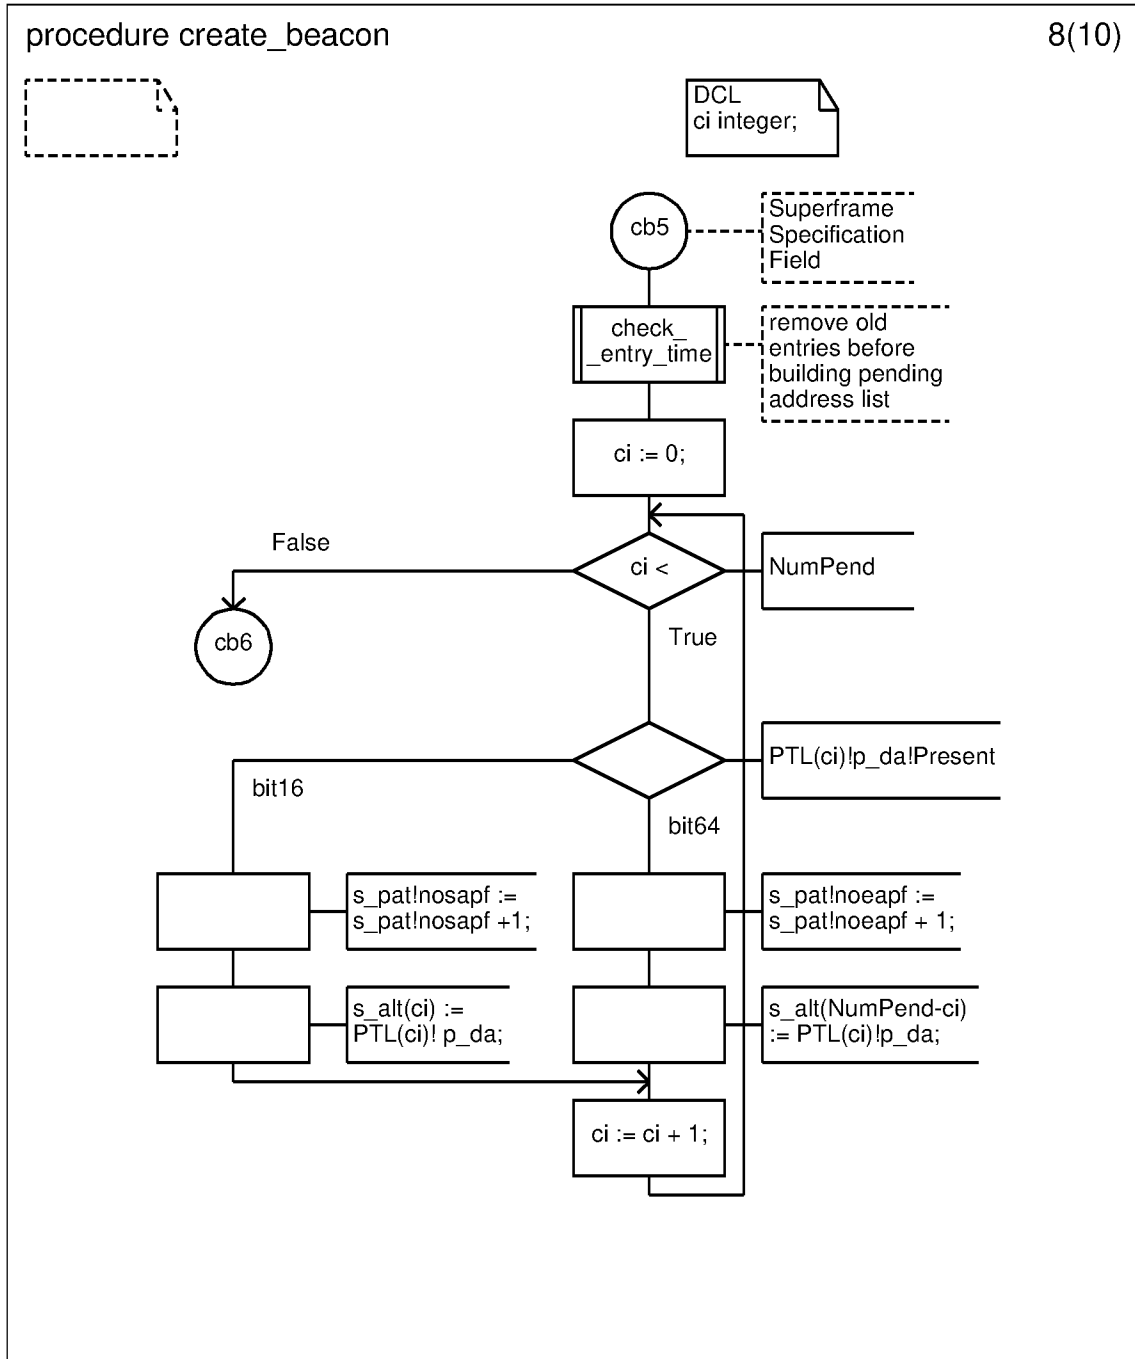 procedure create_beacon
8(10)
DCL
ci integer;
cb5
Superframe
Specification
Field
check_
_entry_time
remove old
entries before
building pending
address list
ci := 0;
False
ci <
NumPend
cb6
True
PTL(ci)!p_da!Present
bit16
bit64
s_pat!nosapf :=
s_pat!nosapf +1;
s_pat!noeapf :=
s_pat!noeapf + 1;
s_alt(ci) :=
PTL(ci)! p_da;
s_alt(NumPend-ci)
:= PTL(ci)!p_da;
ci := ci + 1;